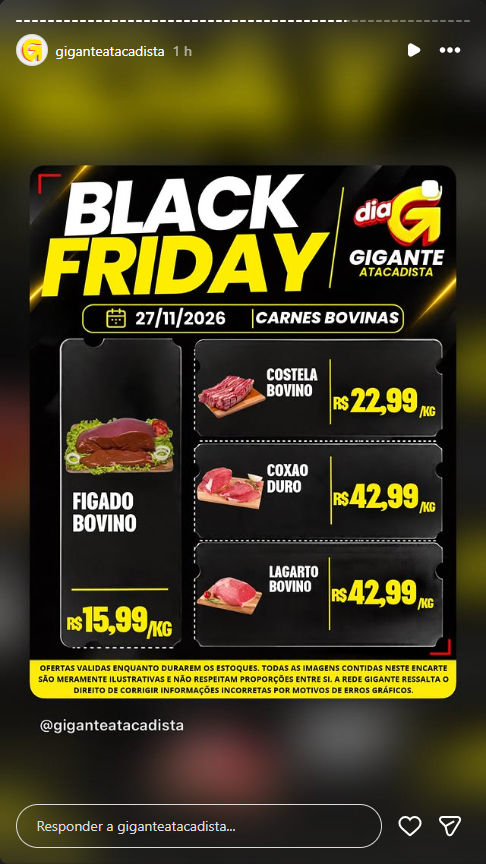 giganteatacadista 1 h
BLACK
FRIDAY
dia G
GIGANTE
ATACADISTA
27/11/2026 CARNES BOVINAS
FIGADO
BOVINO
R$15,99/KG
COSTELA
BOVINO
R$22,99/KG
COXAO
DURO
R$42,99/KG
LAGARTO
BOVINO
R$42,99/KG
OFERTAS VALIDAS ENQUANTO DURAREM OS ESTOQUES. TODAS AS IMAGENS CONTIDAS NESTE ENCARTE
SÃO MERAMENTE ILUSTRATIVAS E NÃO RESPEITAM PROPORÇÕES ENTRE SI. A REDE GIGANTE RESSALTA O
DIREITO DE CORRIGIR INFORMAÇÕES INCORRETAS POR MOTIVOS DE ERROS GRÁFICOS.
@giganteatacadista
Responder a giganteatacadista...